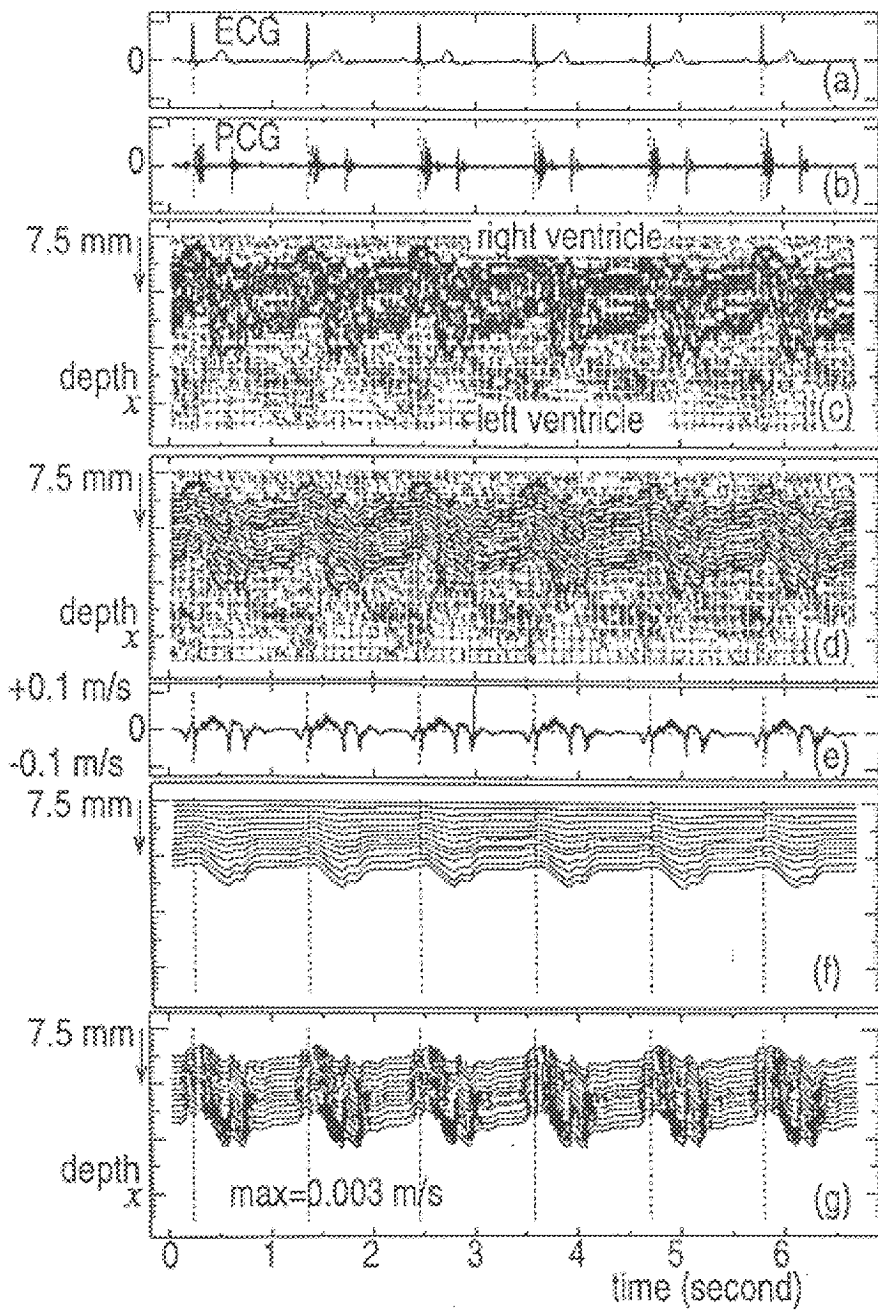 ECG
0
(a)
PCG
0
(b)
7.5 mm
right ventricle
depth
x
left ventricle
(c)
7.5 mm
depth
x
(d)
+0.1 m/s
0
-0.1 m/s
(e)
7.5 mm
(f)
7.5 mm
depth
x
max=0.003 m/s
(g)
0 1 2 3 4 5 6
time (second)